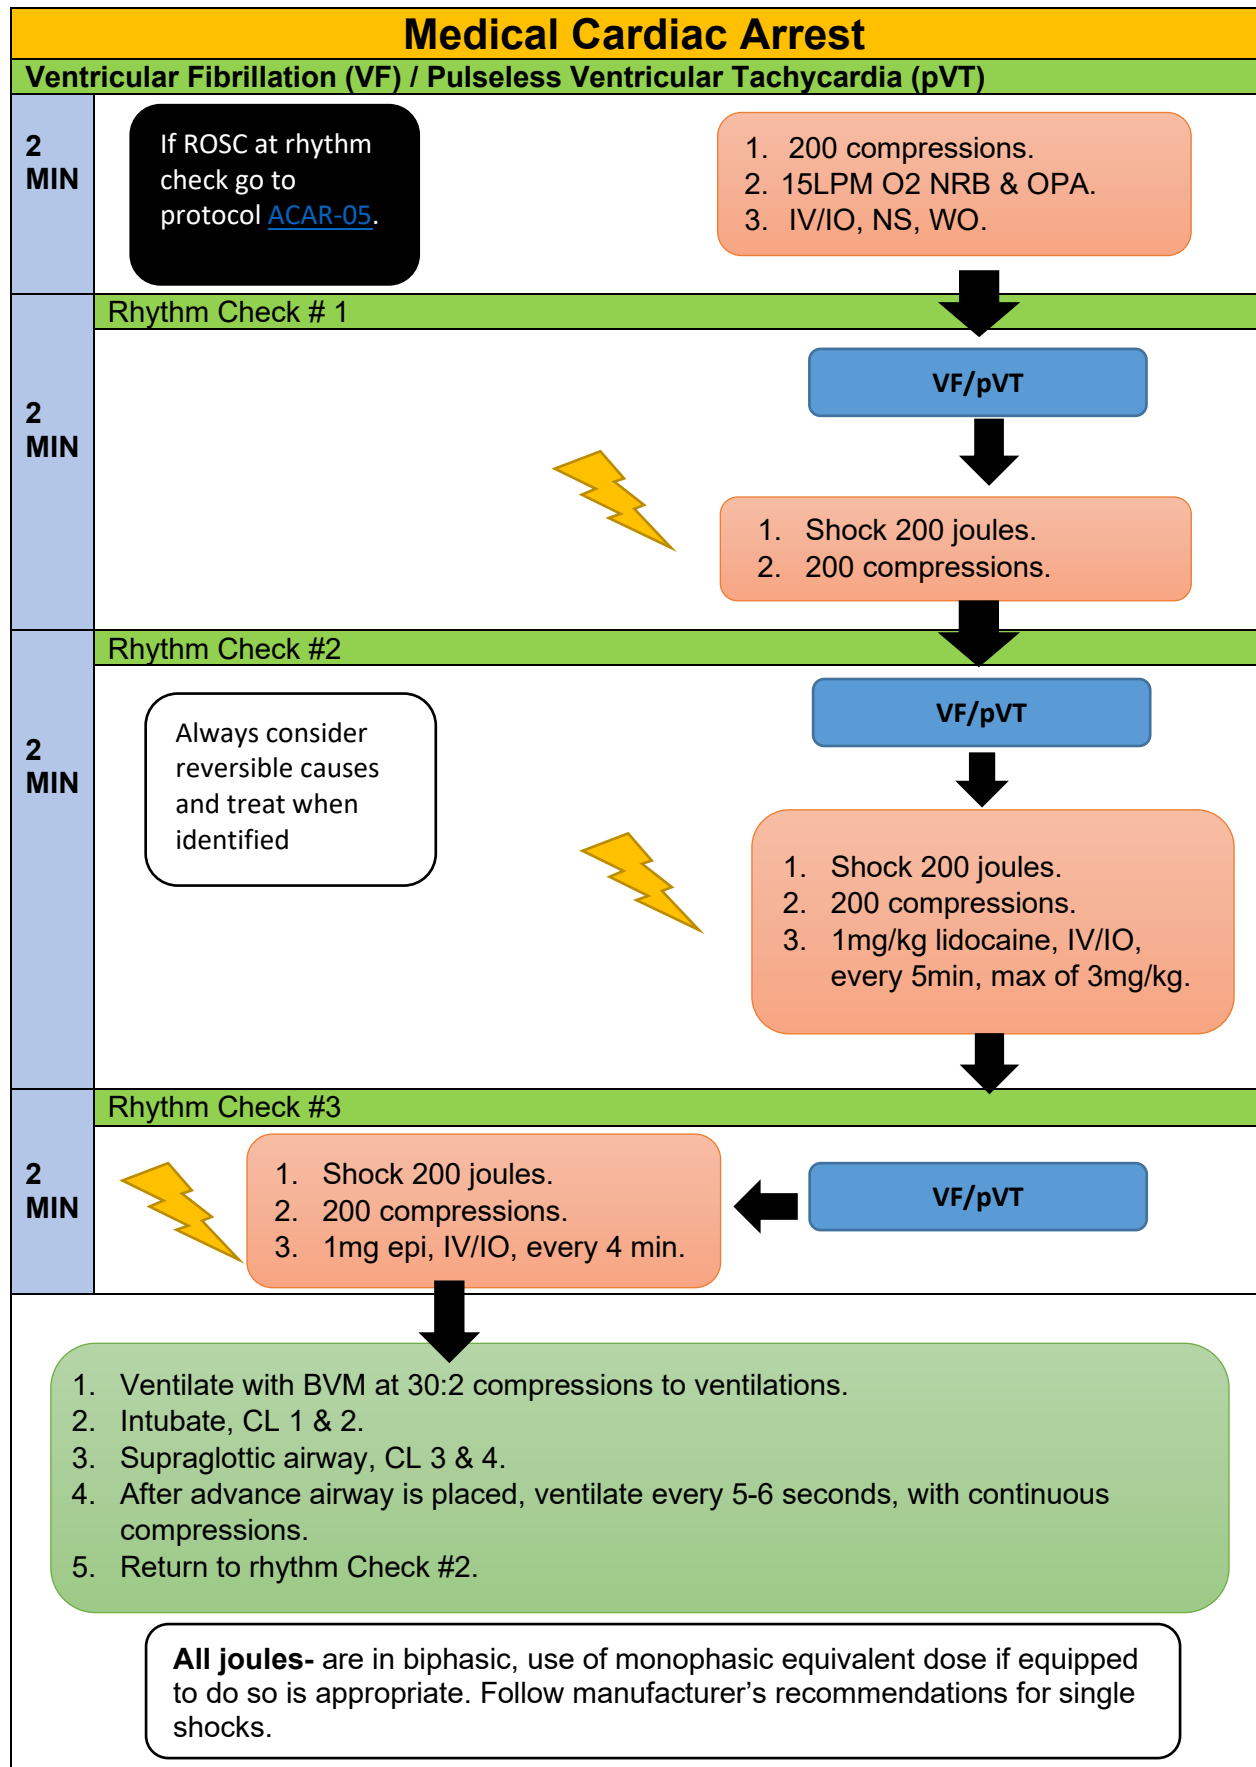 Medical Cardiac Arrest
Ventricular Fibrillation (VF) / Pulseless Ventricular Tachycardia (pVT)
2
MIN
If ROSC at rhythm
check go to
protocol ACAR-05.
1. 200 compressions.
2. 15LPM O2 NRB & OPA.
3. IV/IO, NS, WO.
Rhythm Check # 1
2
MIN
VF/pVT
1. Shock 200 joules.
2. 200 compressions.
Rhythm Check #2
2
MIN
Always consider
reversible causes
and treat when
identified
VF/pVT
1. Shock 200 joules.
2. 200 compressions.
3. 1mg/kg lidocaine, IV/IO,
every 5min, max of 3mg/kg.
Rhythm Check #3
2
MIN
1. Shock 200 joules.
2. 200 compressions.
3. 1mg epi, IV/IO, every 4 min.
VF/pVT
1. Ventilate with BVM at 30:2 compressions to ventilations.
2. Intubate, CL 1 & 2.
3. Supraglottic airway, CL 3 & 4.
4. After advance airway is placed, ventilate every 5-6 seconds, with continuous
compressions.
5. Return to rhythm Check #2.
All joules- are in biphasic, use of monophasic equivalent dose if equipped
to do so is appropriate. Follow manufacturer’s recommendations for single
shocks.